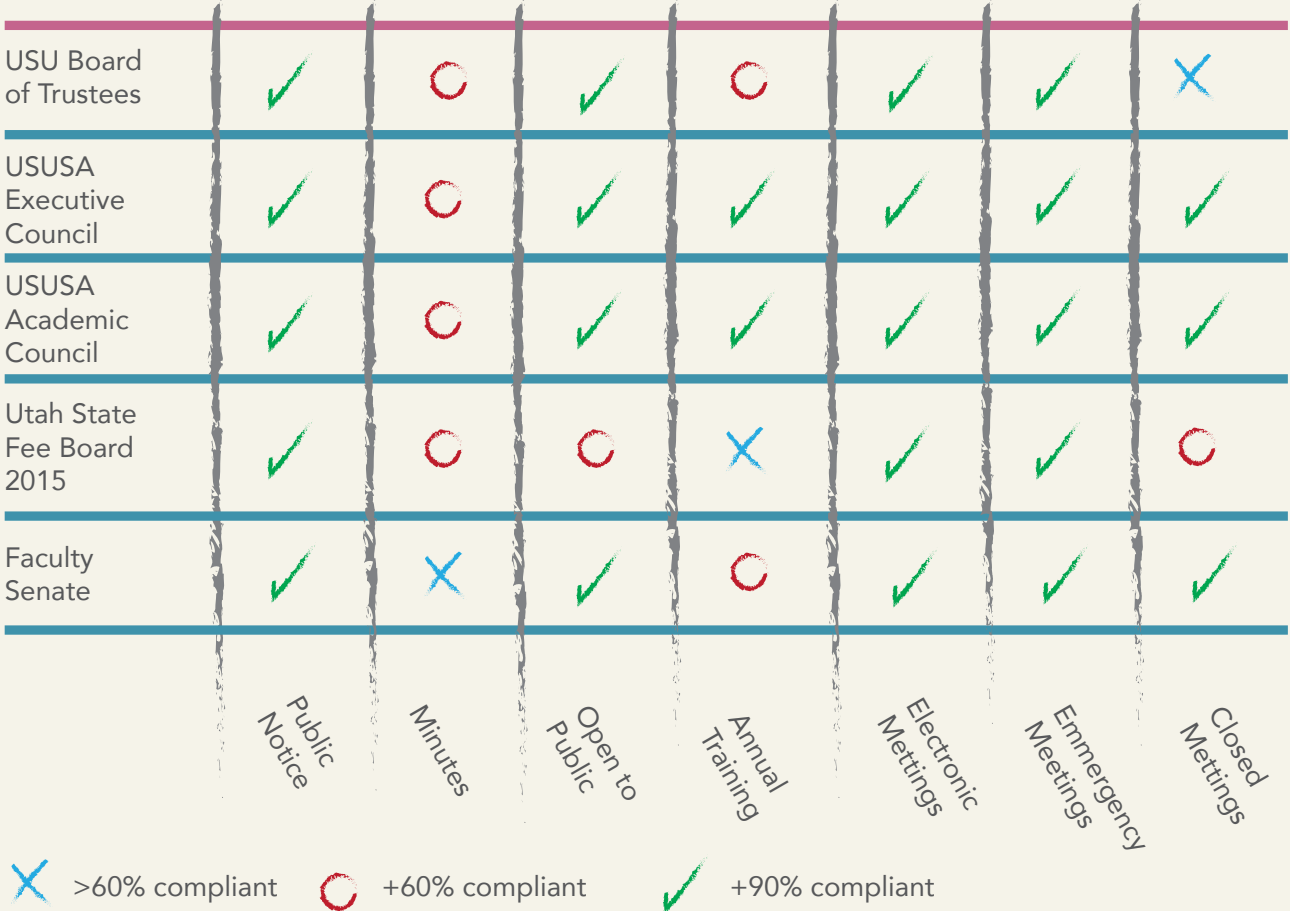 USU Board
of Trustees
USUSA
Executive
Council
USUSA
Academic
Council
Utah State
Fee Board
2015
Faculty
Senate
Public
Notice
Minutes
Open to
Public
Annual
Training
Electronic
Mettings
Emmergency
Meetings
Closed
Mettings
>60% compliant
+60% compliant
+90% compliant